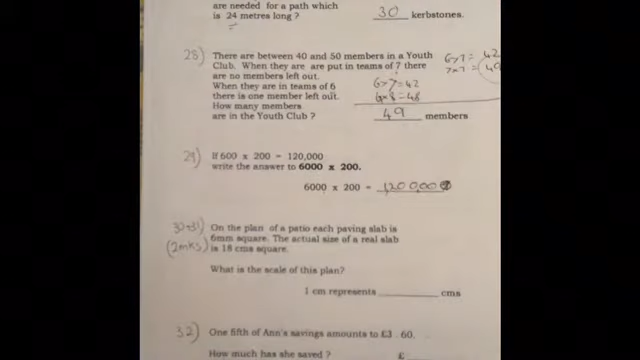 are needed for a path which
is 24 metres long ? 30 kerbstones.
28) There are between 40 and 50 members in a Youth
Club. When they are are put in teams of 7 there
are no members left out.
When they are in teams of 6
there is one member left out.
How many members
are in the Youth Club ? 49 members
6×7 = 42
7×7 = 49
6×7=42
6×8=48
29) If 600 x 200 = 120,000
write the answer to 6000 x 200.
6000 x 200 = 1,200,000
30+31) On the plan of a patio each paving slab is
(2mks) 6mm square. The actual size of a real slab
is 18 cms square.
What is the scale of this plan?
1 cm represents ________ cms
32) One fifth of Ann's savings amounts to £3 . 60.
How much has she saved ? £